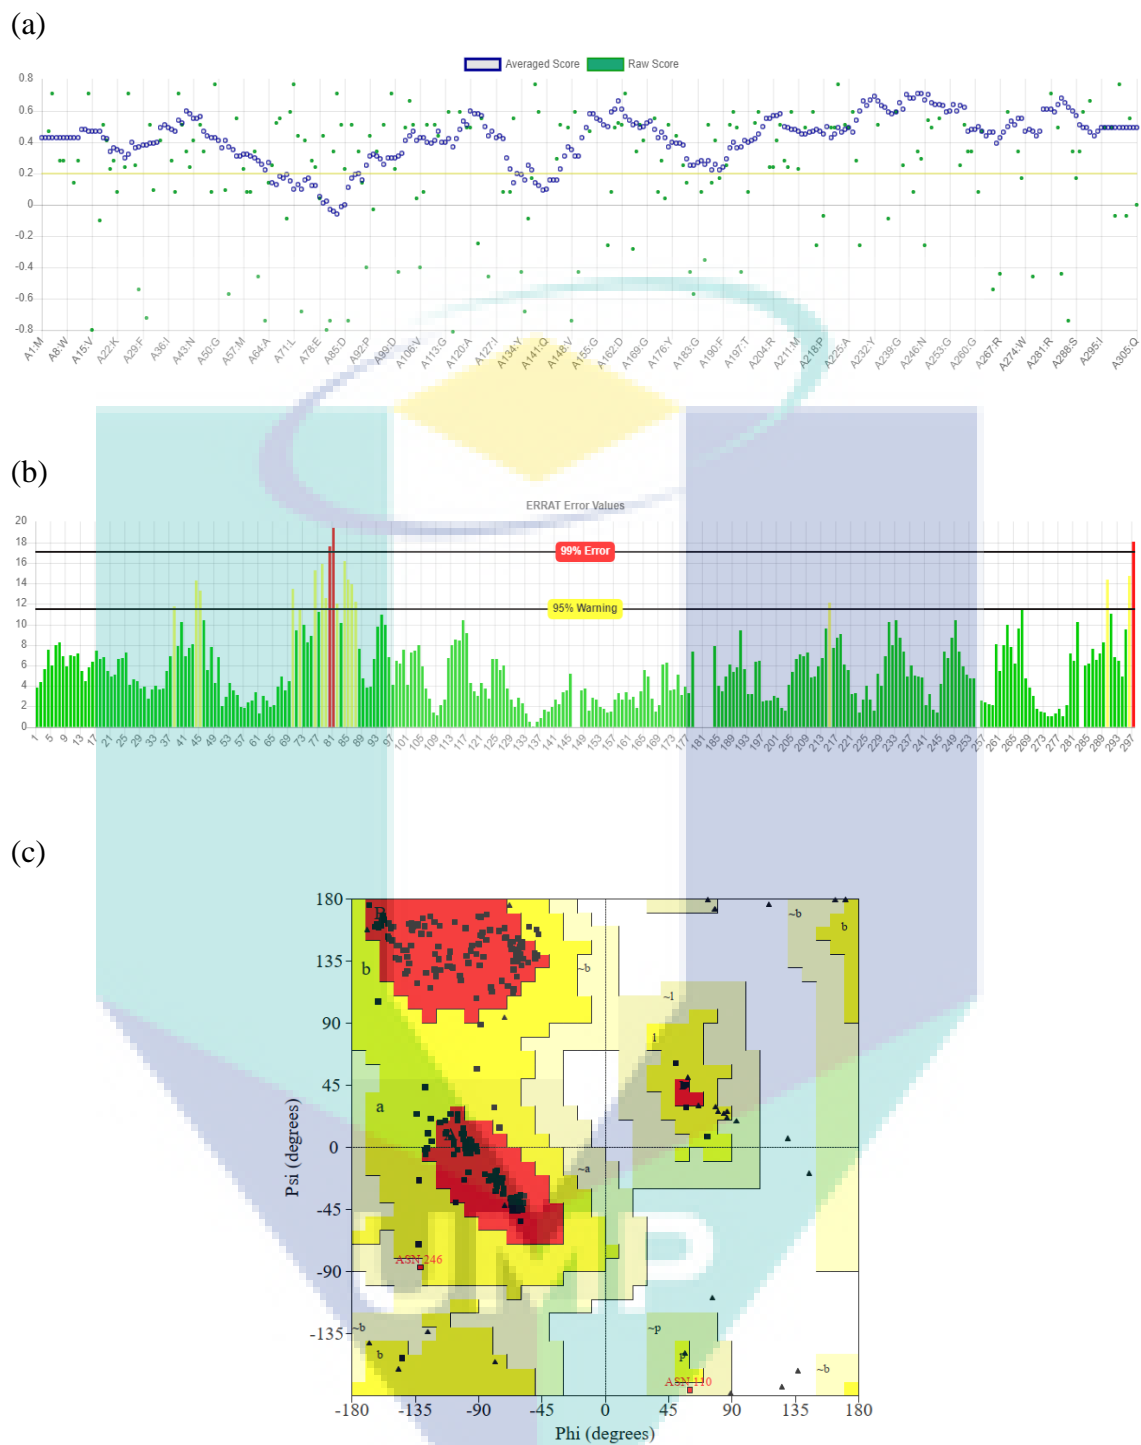 (a)
Averaged Score Raw Score
0.8
0.6
0.4
0.2
0
-0.2
-0.4
-0.6
-0.8
A1:M A8:W A15:V A22:K A29:F A36:I A43:N A50:G A57:M A64:A A71:L A78:E A85:D A92:P A99:D A106:V A113:G A120:A A127:I A134:Y A141:Q A148:V A155:G A162:D A169:G A176:Y A183:G A190:F A197:T A204:R A211:M A218:P A225:A A232:Y A239:G A246:N A253:G A260:G A267:R A274:W A281:R A288:S A295:I A305:Q
(b)
ERRAT Error Values
20
18
99% Error
16
14
12
95% Warning
10
8
6
4
2
0
1 5 9 13 17 21 25 29 33 37 41 45 49 53 57 61 65 69 73 77 81 85 89 93 97 101 105 109 113 117 121 125 129 133 137 141 145 149 153 157 161 165 169 173 177 181 185 189 193 197 201 205 209 213 217 221 225 229 233 237 241 245 249 253 257 261 265 269 273 277 281 285 289 293 297
(c)
180
B
~b
b
135
b
~b
~l
90
l
45
a
Psi (degrees)
0
~a
-45
ASN 246
-90
UMP
-135
~b
~p
b
p
~b
ASN 110
-180 -135 -90 -45 0 45 90 135 180
Phi (degrees)